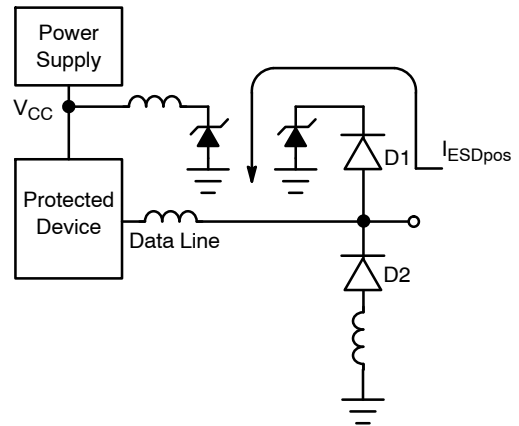 Power
Supply
VCC
Protected
Device
Data Line
D1
IESDpos
D2